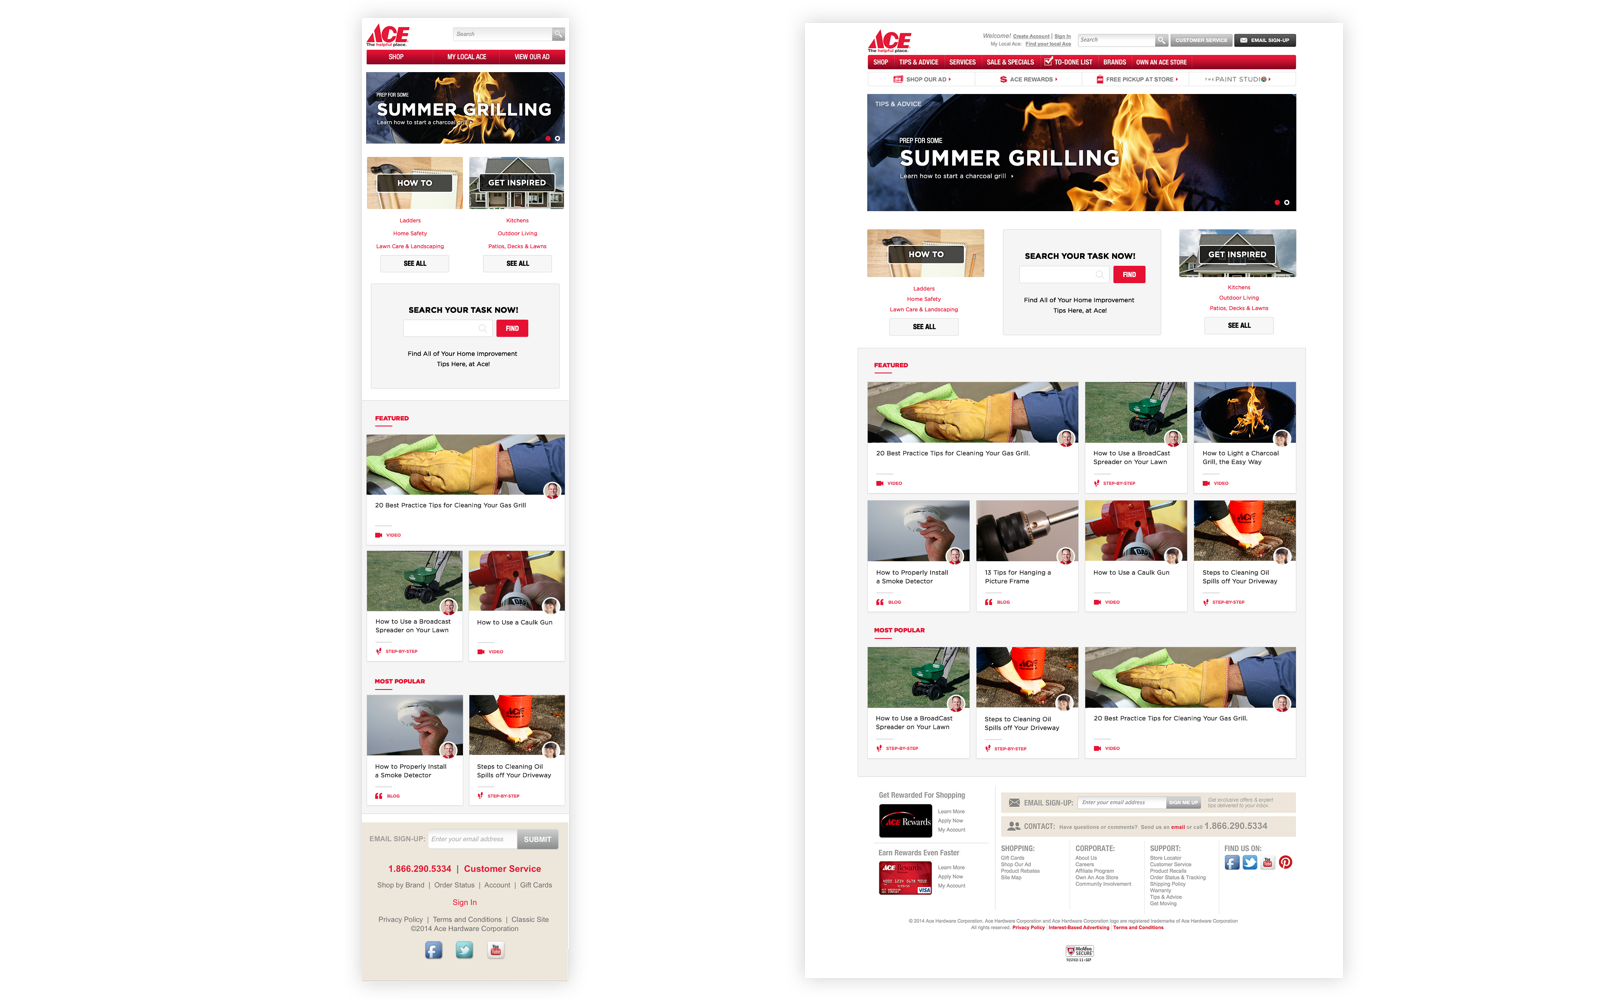 ACE
The helpful place.
Search
SHOP
MY LOCAL ACE
VIEW OUR AD
PREP FOR SOME
SUMMER GRILLING
Learn how to start a charcoal grill
HOW TO
GET INSPIRED
Ladders
Kitchens
Home Safety
Outdoor Living
Lawn Care & Landscaping
Patios, Decks & Lawns
SEE ALL
SEE ALL
SEARCH YOUR TASK NOW!
FIND
Find All of Your Home Improvement
Tips Here, at Ace!
FEATURED
20 Best Practice Tips for Cleaning Your Gas Grill
VIDEO
How to Use a Broadcast
Spreader on Your Lawn
STEP-BY-STEP
How to Use a Caulk Gun
VIDEO
MOST POPULAR
ACE
How to Properly Install
a Smoke Detector
BLOG
Steps to Cleaning Oil
Spills off Your Driveway
STEP-BY-STEP
EMAIL SIGN-UP:
Enter your email address
SUBMIT
1.866.290.5334 | Customer Service
Shop by Brand | Order Status | Account | Gift Cards
Sign In
Privacy Policy | Terms and Conditions | Classic Site
©2014 Ace Hardware Corporation
You Tube
ACE
The helpful place.
Welcome! Create Account | Sign In
My Local Ace: Find your local Ace
Search
CUSTOMER SERVICE
EMAIL SIGN-UP
SHOP
TIPS & ADVICE
SERVICES
SALE & SPECIALS
TO-DONE LIST
BRANDS
OWN AN ACE STORE
SHOP OUR AD
ACE REWARDS
FREE PICKUP AT STORE
PAINT STUDIO
TIPS & ADVICE
PREP FOR SOME
SUMMER GRILLING
Learn how to start a charcoal grill
HOW TO
Ladders
Home Safety
Lawn Care & Landscaping
SEE ALL
SEARCH YOUR TASK NOW!
FIND
Find All of Your Home Improvement
Tips Here, at Ace!
GET INSPIRED
Kitchens
Outdoor Living
Patios, Decks & Lawns
SEE ALL
FEATURED
20 Best Practice Tips for Cleaning Your Gas Grill.
VIDEO
How to Use a BroadCast
Spreader on Your Lawn
STEP-BY-STEP
How to Light a Charcoal
Grill, the Easy Way
VIDEO
How to Properly Install
a Smoke Detector
BLOG
13 Tips for Hanging a
Picture Frame
BLOG
How to Use a Caulk Gun
VIDEO
ACE
Steps to Cleaning Oil
Spills off Your Driveway
STEP-BY-STEP
MOST POPULAR
How to Use a BroadCast
Spreader on Your Lawn
STEP-BY-STEP
ACE
Steps to Cleaning Oil
Spills off Your Driveway
STEP-BY-STEP
20 Best Practice Tips for Cleaning Your Gas Grill.
VIDEO
Get Rewarded For Shopping
ACE Rewards
Learn More
Apply Now
My Account
Earn Rewards Even Faster
ACE Rewards
VISA
Learn More
Apply Now
My Account
EMAIL SIGN-UP:
Enter your email address
SIGN ME UP
Get exclusive offers & expert
tips delivered to your inbox
CONTACT: Have questions or comments? Send us an email or call 1.866.290.5334
SHOPPING:
Gift Cards
Shop Our Ad
Product Rebates
Site Map
CORPORATE:
About Us
Careers
Affiliate Program
Own An Ace Store
Community Involvement
SUPPORT:
Store Locator
Customer Service
Product Recalls
Order Status & Tracking
Shipping Policy
Warranty
Tips & Advice
Get Moving
FIND US ON:
You Tube
© 2014 Ace Hardware Corporation. Ace Hardware Corporation and Ace Hardware Corporation logo are registered trademarks of Ace Hardware Corporation
All rights reserved. Privacy Policy | Interest-Based Advertising | Terms and Conditions
McAfee
SECURE